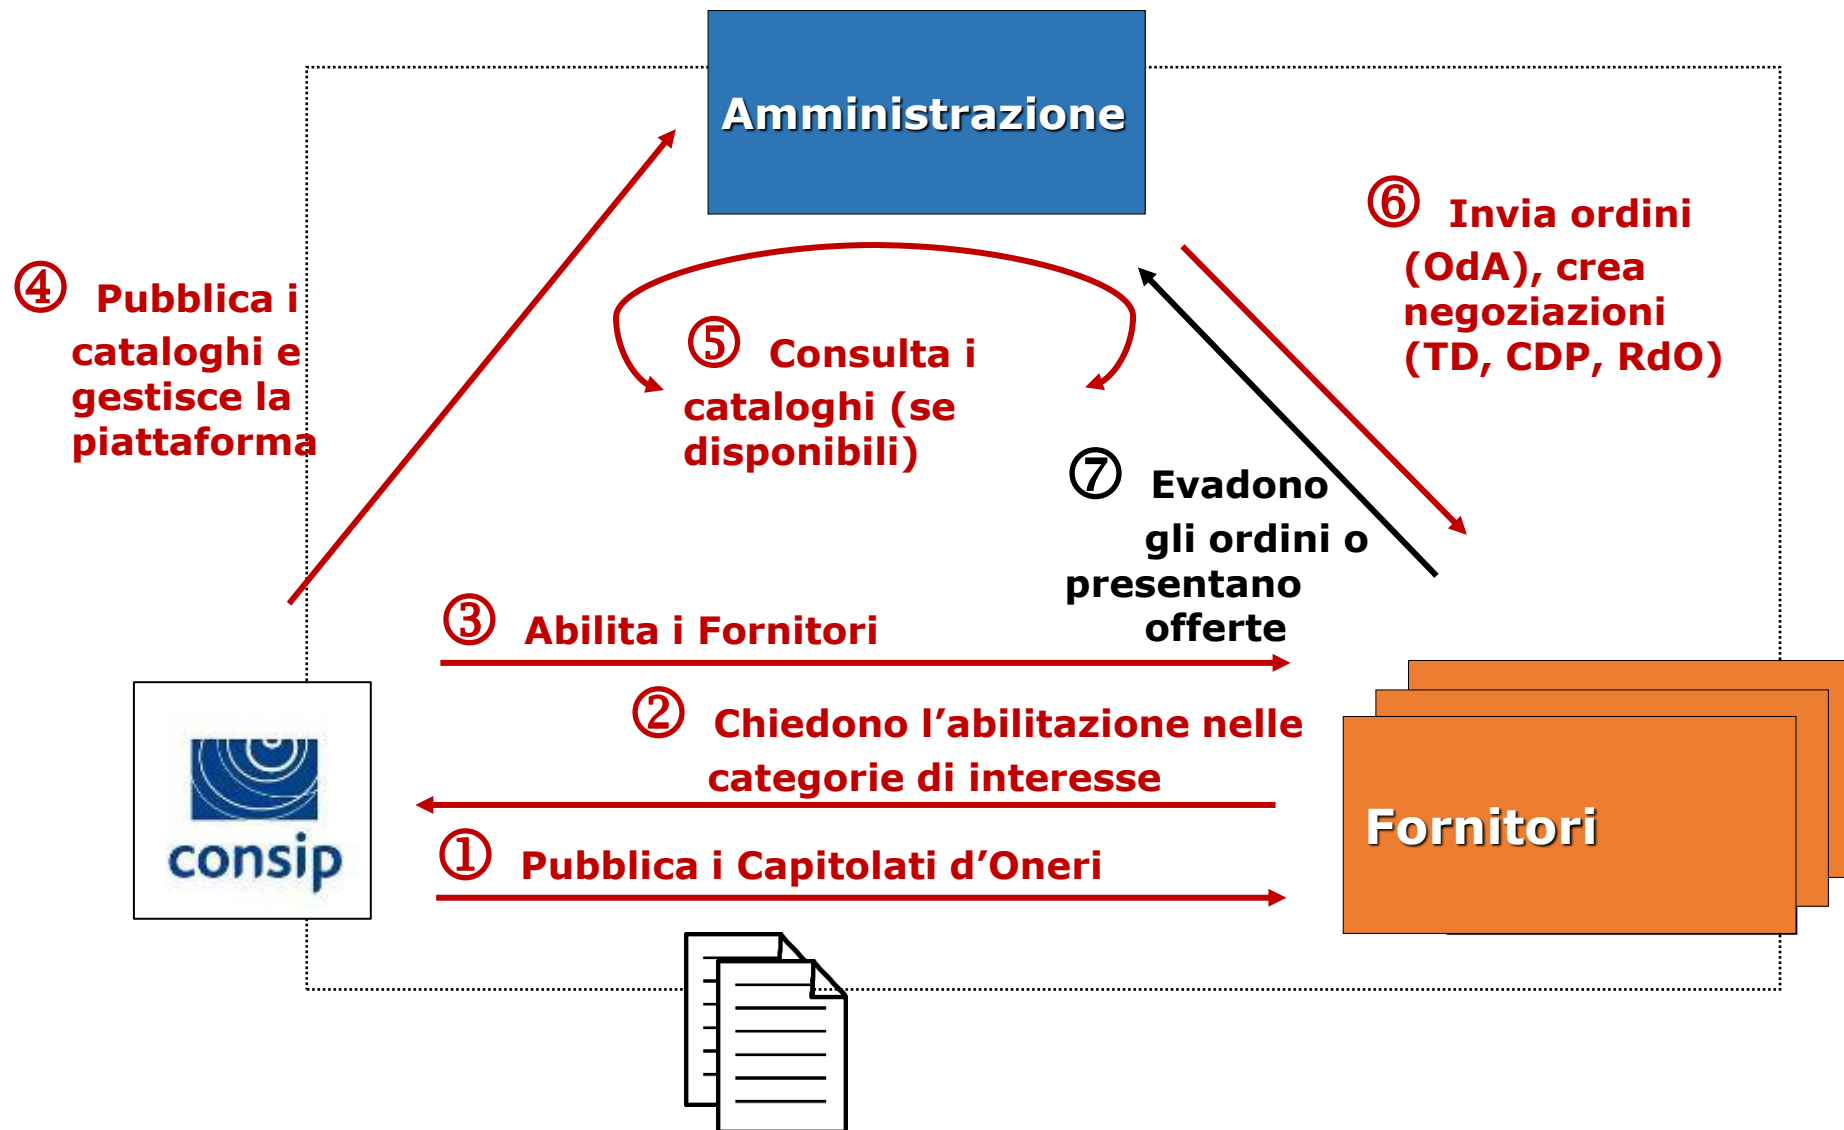 Amministrazione
④ Pubblica i
cataloghi e
gestisce la
piattaforma
⑤ Consulta i
cataloghi (se
disponibili)
⑥ Invia ordini
(OdA), crea
negoziazioni
(TD, CDP, RdO)
⑦ Evadono
gli ordini o
presentano
offerte
③ Abilita i Fornitori
② Chiedono l’abilitazione nelle
categorie di interesse
① Pubblica i Capitolati d’Oneri
consip
Fornitori